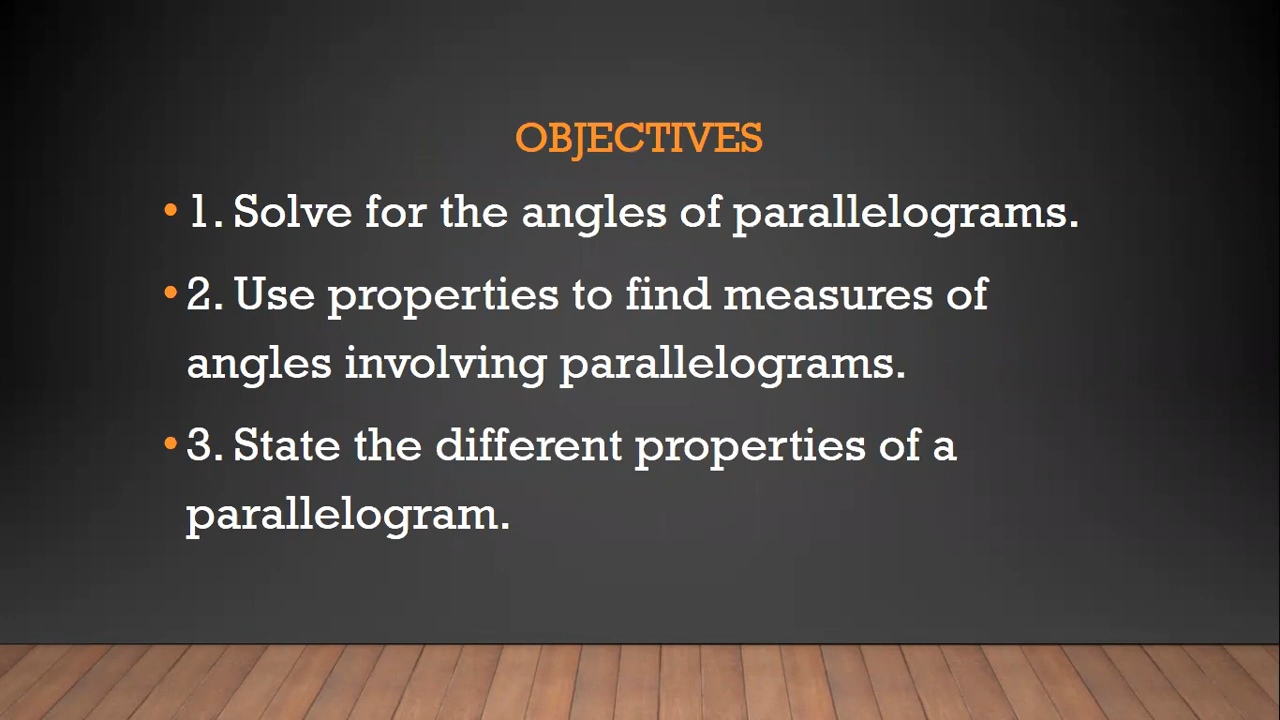 OBJECTIVES
• 1. Solve for the angles of parallelograms.
• 2. Use properties to find measures of
angles involving parallelograms.
• 3. State the different properties of a
parallelogram.